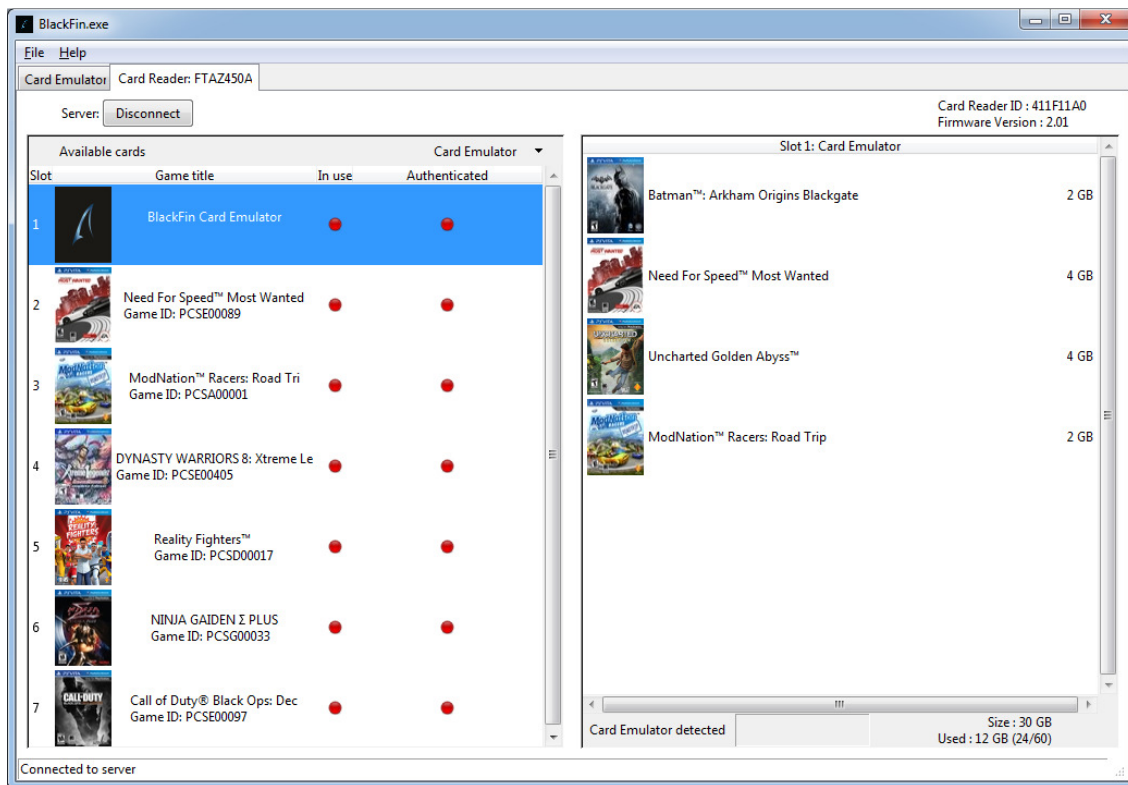 BlackFin.exe
File Help
Card Emulator Card Reader: FTAZ450A
Server: Disconnect
Card Reader ID : 411F11A0
Firmware Version : 2.01
Available cards Card Emulator
Slot Game title In use Authenticated
1 BlackFin Card Emulator
2 Need For Speed™ Most Wanted
Game ID: PCSE00089
3 ModNation™ Racers: Road Tri
Game ID: PCSA00001
4 DYNASTY WARRIORS 8: Xtreme Le
Game ID: PCSE00405
5 Reality Fighters™
Game ID: PCSD00017
6 NINJA GAIDEN Σ PLUS
Game ID: PCSG00033
7 Call of Duty® Black Ops: Dec
Game ID: PCSE00097
Slot 1: Card Emulator
Batman™: Arkham Origins Blackgate 2 GB
Need For Speed™ Most Wanted 4 GB
Uncharted Golden Abyss™ 4 GB
ModNation™ Racers: Road Trip 2 GB
Card Emulator detected
Size : 30 GB
Used : 12 GB (24/60)
Connected to server